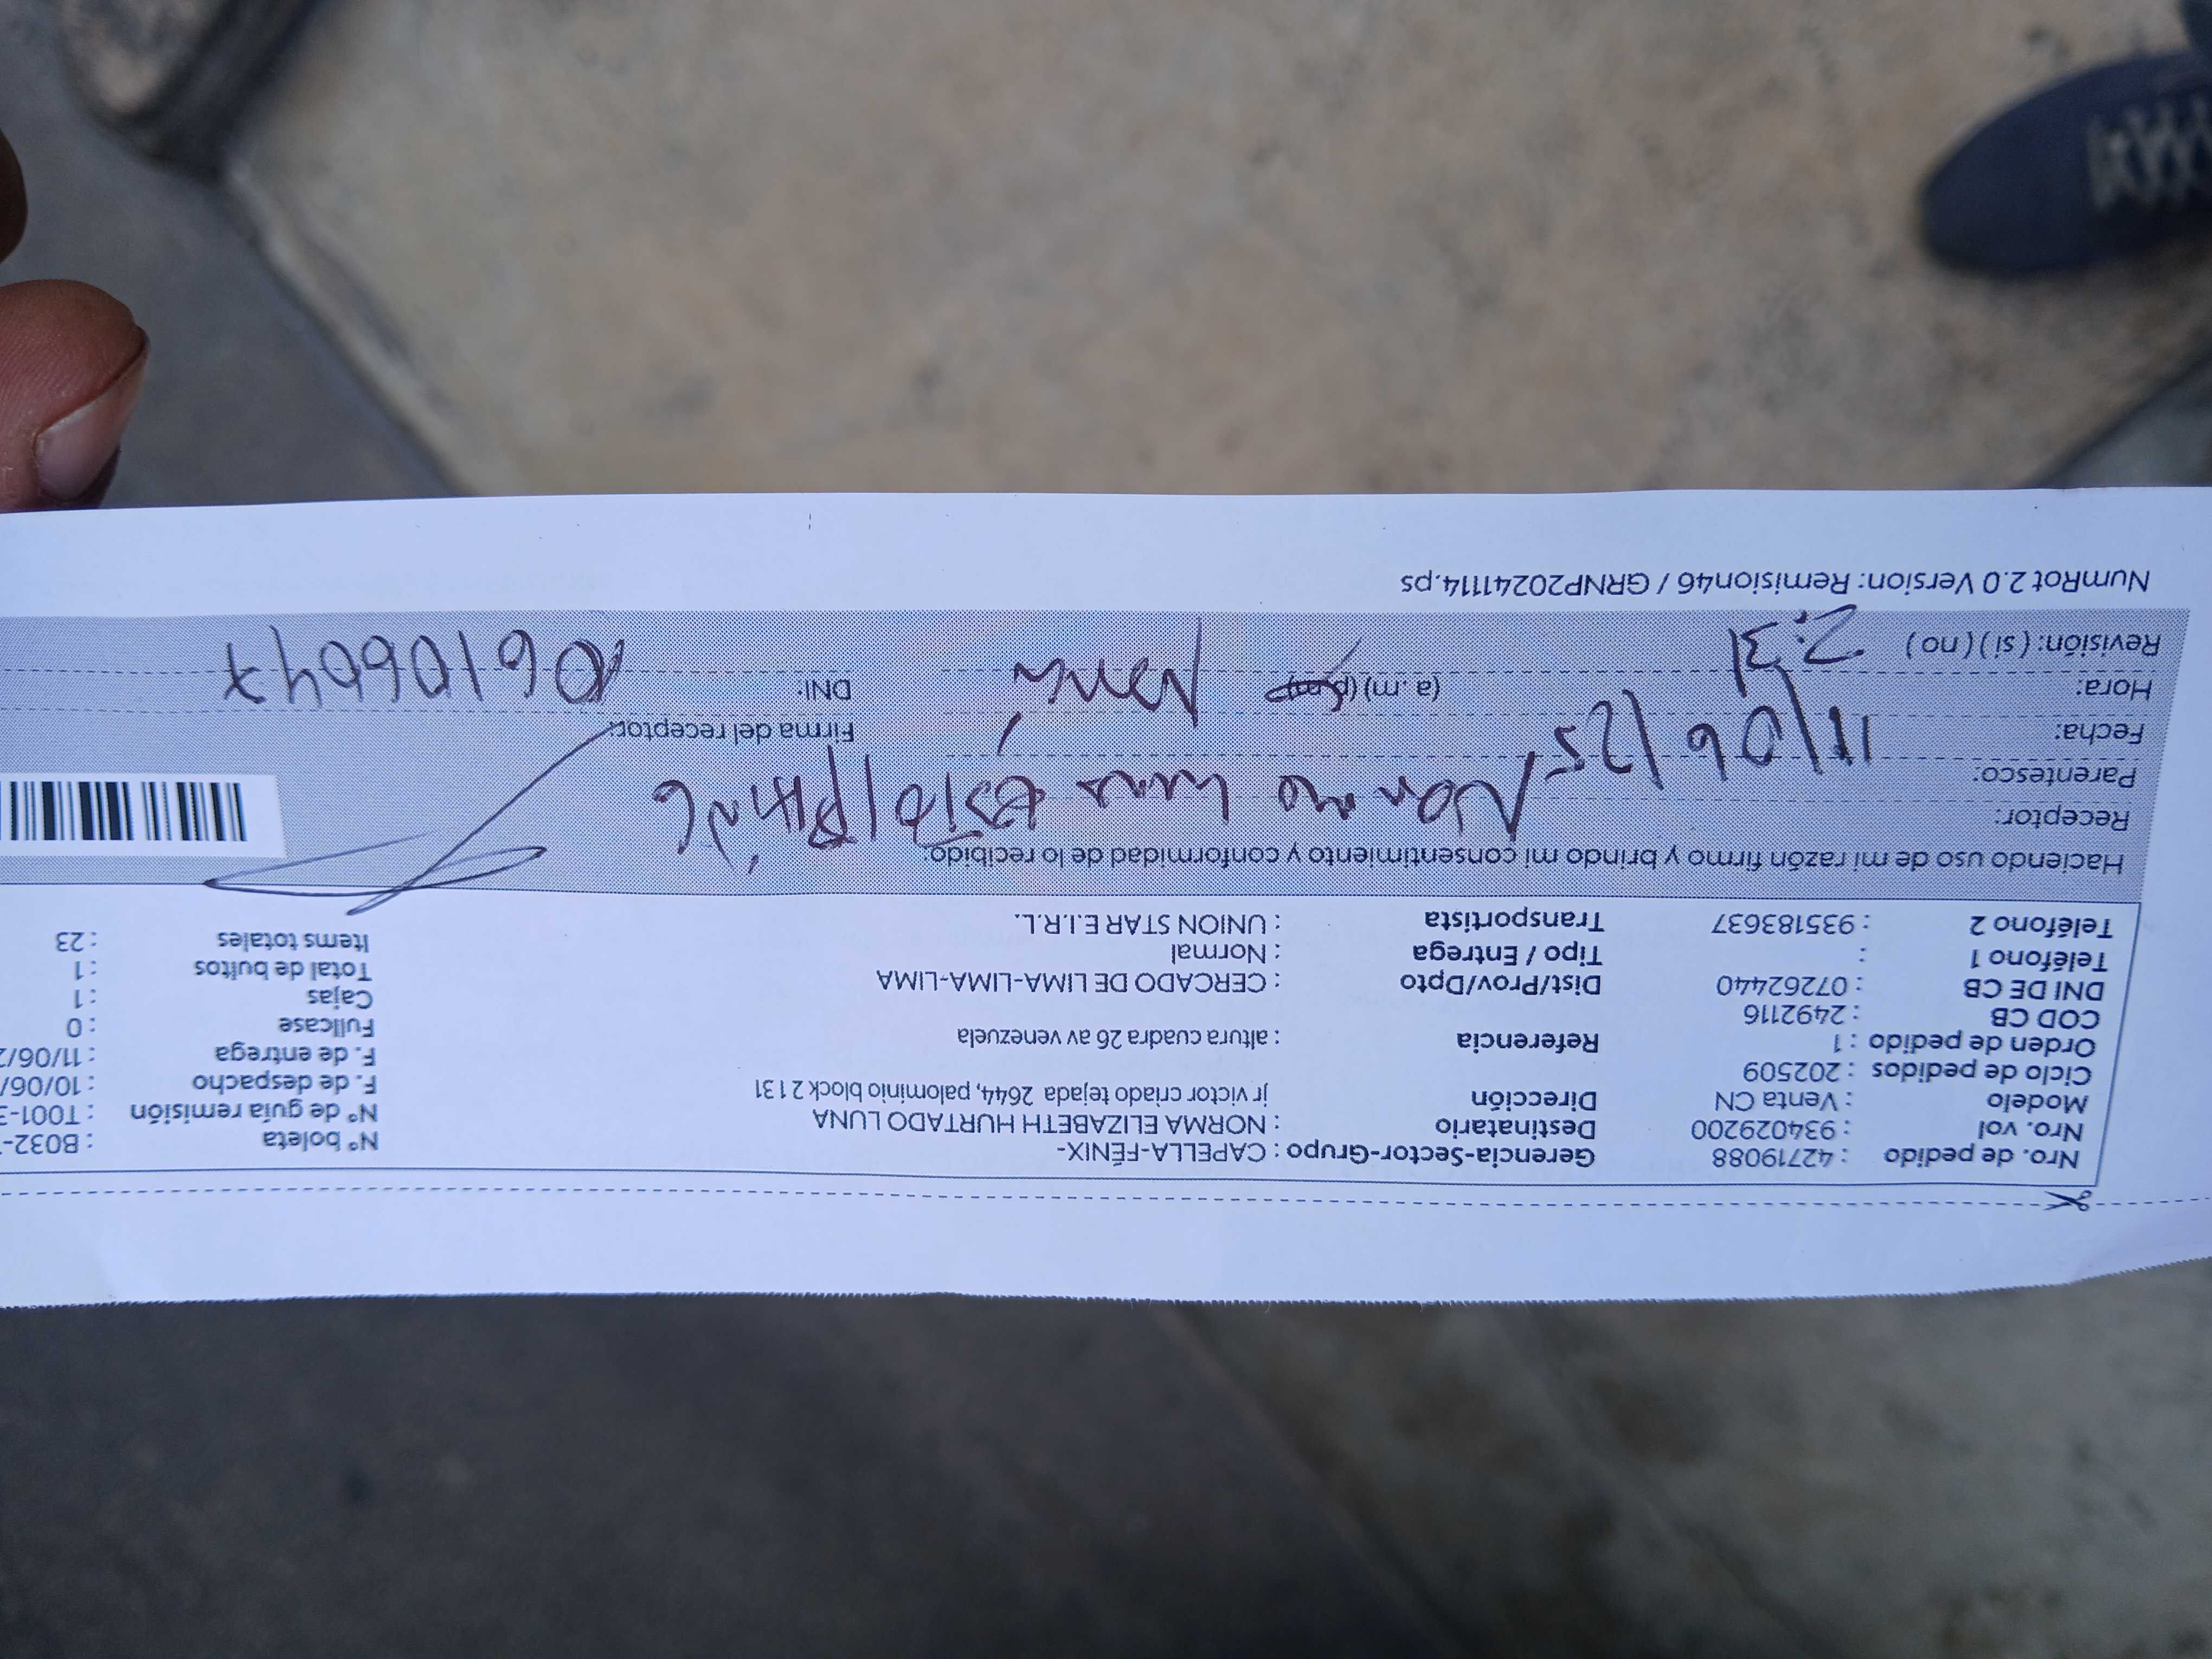 Nro. de pedido : 42719088 Gerencia-Sector-Grupo : CAPELLA-FÉNIX- Nº boleta : B032-
Nro. vol : 934029200 Destinatario : NORMA ELIZABETH HURTADO LUNA Nº de guía remisión : T001-3
Modelo : Venta CN Dirección jr victor criado tejada 2644, palominio block 2 131 F. de despacho : 10/06/
Ciclo de pedidos : 202509 F. de entrega : 11/06/2
Orden de pedido : 1 Referencia : altura cuadra 26 av venezuela Fullcase : 0
COD CB : 2492116 Cajas : 1
DNI DE CB : 07262440 Dist/Prov/Dpto : CERCADO DE LIMA-LIMA-LIMA Total de bultos : 1
Teléfono 1 : Tipo / Entrega : Normal Items totales : 23
Teléfono 2 : 935183637 Transportista : UNION STAR E.I.R.L.
Haciendo uso de mi razón firmo y brindo mi consentimiento y conformidad de lo recibido:
Receptor: Luna
Parentesco:
Fecha: 11/06/25 Firma del receptor:
Hora: (a .m) DNI: 106106047
Revisión: ( si ) ( no ) 2:31
NumRot 2.0 Version: Remision46 / GRNP20241114.ps